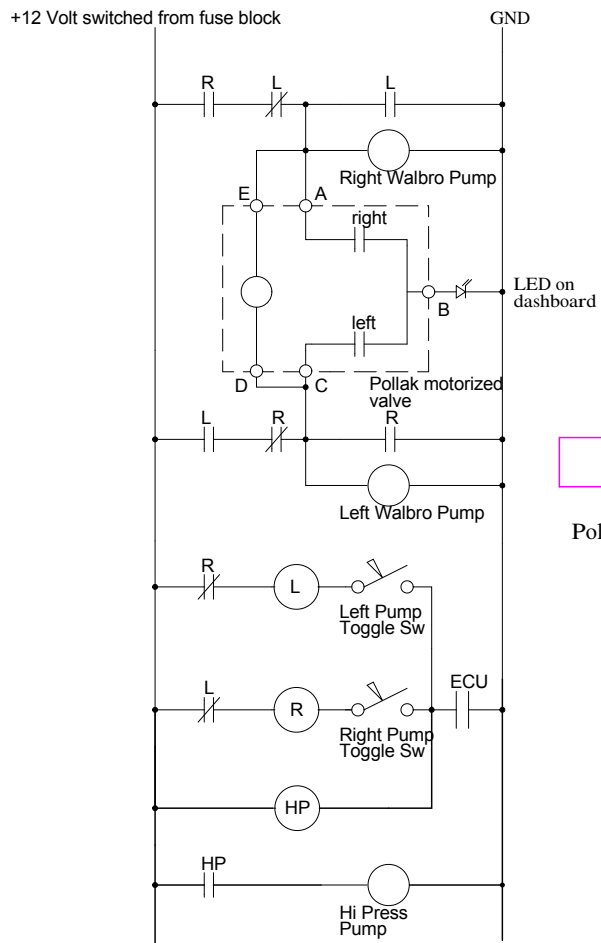 +12 Volt switched from fuse block
GND
R
L
L
Right Walbro Pump
E
A
right
B
LED on
dashboard
left
D
C
Pollak motorized
valve
L
R
R
Left Walbro Pump
Pol
R
L
Left Pump
Toggle Sw
L
R
ECU
Right Pump
Toggle Sw
HP
HP
Hi Press
Pump